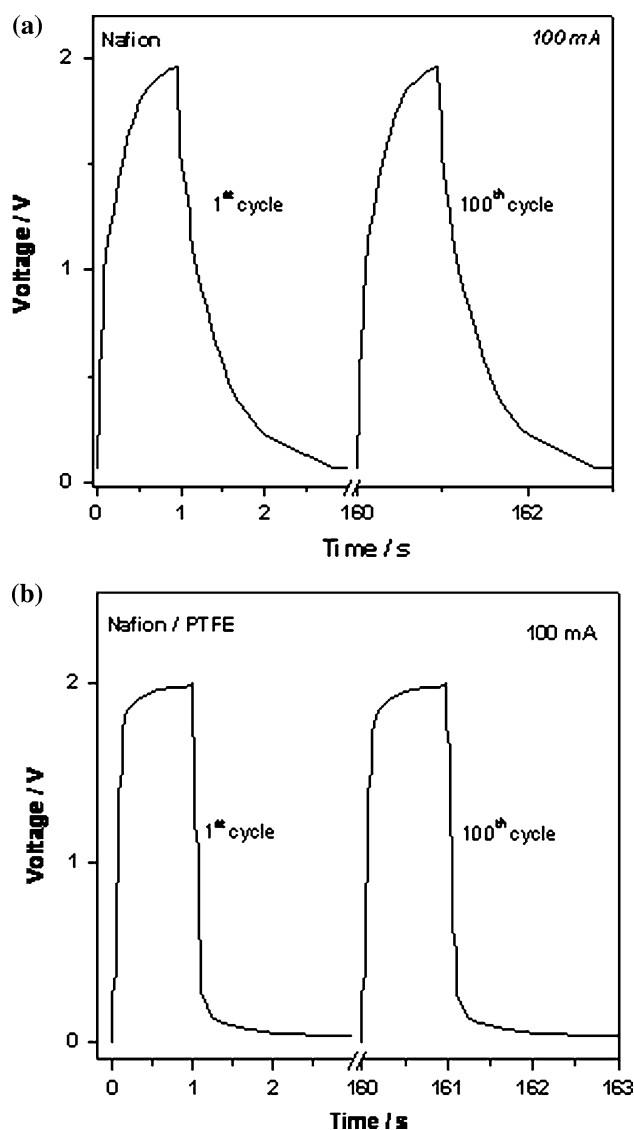 (a)
Nafion 100 mA
2
1
0
Voltage / V
1st cycle
100th cycle
0 1 2 160 162
Time / s
(b)
Nafion / PTFE 100 mA
2
1
0
Voltage / V
1st cycle
100th cycle
0 1 2 160 161 162 163
Time / s